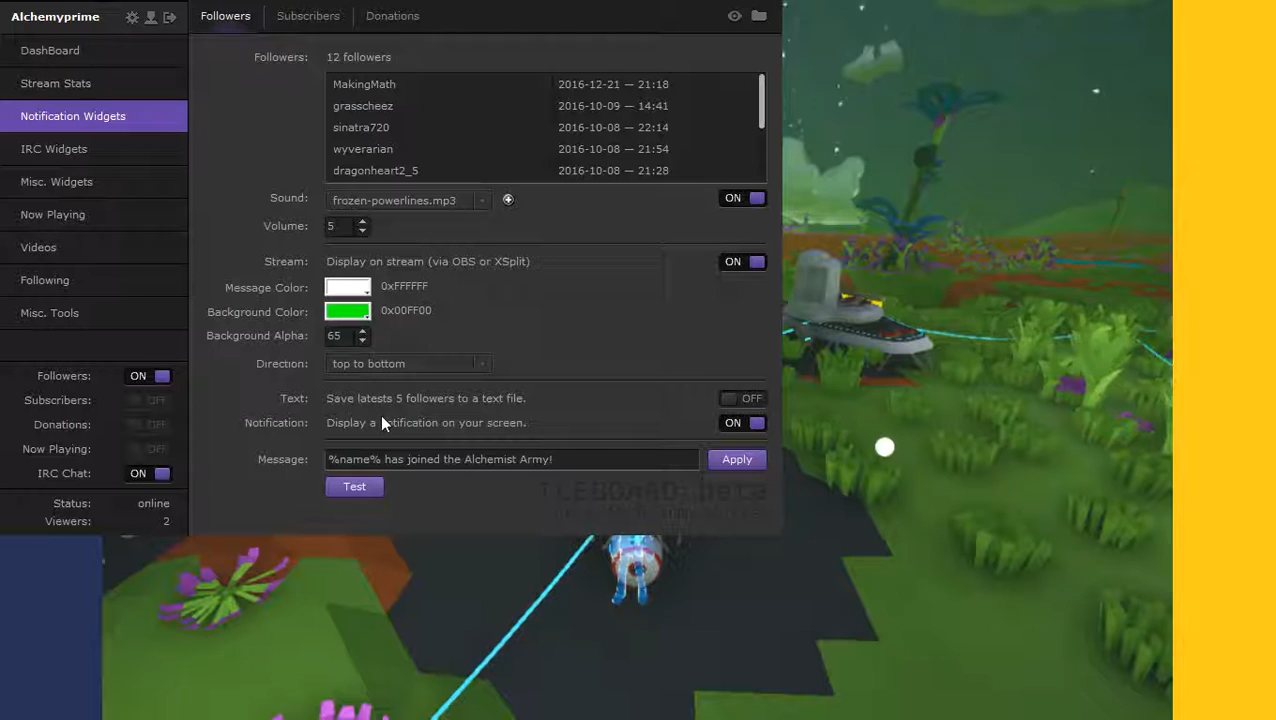 Alchemyprime
DashBoard
Stream Stats
Notification Widgets
IRC Widgets
Misc. Widgets
Now Playing
Videos
Following
Misc. Tools
Followers: ON
Subscribers: OFF
Donations: OFF
Now Playing: OFF
IRC Chat: ON
Status: online
Viewers: 2
Followers Subscribers Donations
Followers: 12 followers
MakingMath 2016-12-21 — 21:18
grasscheez 2016-10-09 — 14:41
sinatra720 2016-10-08 — 22:14
wyverarian 2016-10-08 — 21:54
dragonheart2_5 2016-10-08 — 21:28
Sound: frozen-powerlines.mp3 ON
Volume: 5
Stream: Display on stream (via OBS or XSplit) ON
Message Color: 0xFFFFFF
Background Color: 0x00FF00
Background Alpha: 65
Direction: top to bottom
Text: Save latests 5 followers to a text file. OFF
Notification: Display a notification on your screen. ON
Message: %name% has joined the Alchemist Army! Apply
Test